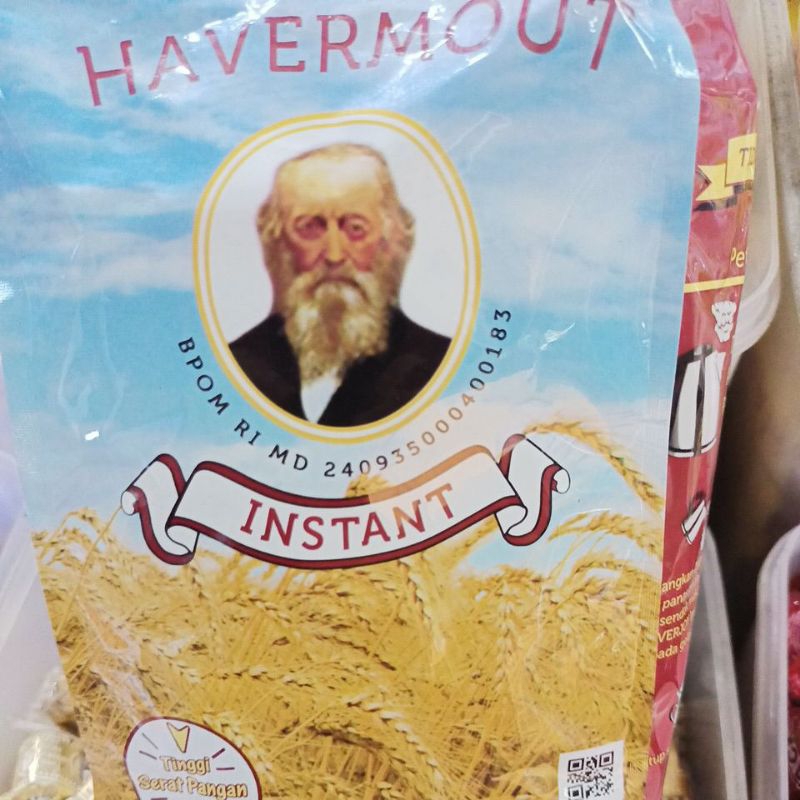 HAVERMOUT
BPOM RI MD 240935000400183
INSTANT
Tinggi
Serat Pangan